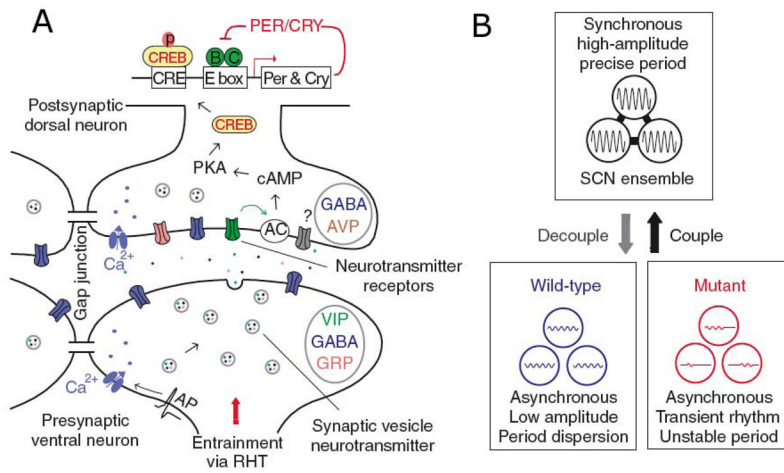 A
PER/CRY
p
CREB
B C
CRE
E box
Per & Cry
Postsynaptic
dorsal neuron
CREB
PKA
cAMP
GABA
AVP
AC
?
Ca2+
Gap junction
Neurotransmitter
receptors
VIP
GABA
GRP
Ca2+
AP
Presynaptic
ventral neuron
Entrainment
via RHT
Synaptic vesicle
neurotransmitter
B
Synchronous
high-amplitude
precise period
SCN ensemble
Decouple
Couple
Wild-type
Asynchronous
Low amplitude
Period dispersion
Mutant
Asynchronous
Transient rhythm
Unstable period